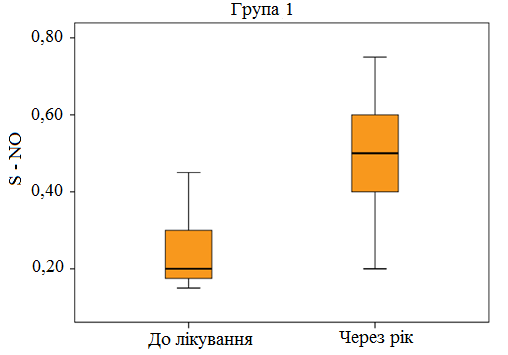 Група 1
0,80
0,60
0,40
0,20
S - NO
До лікування
Через рік